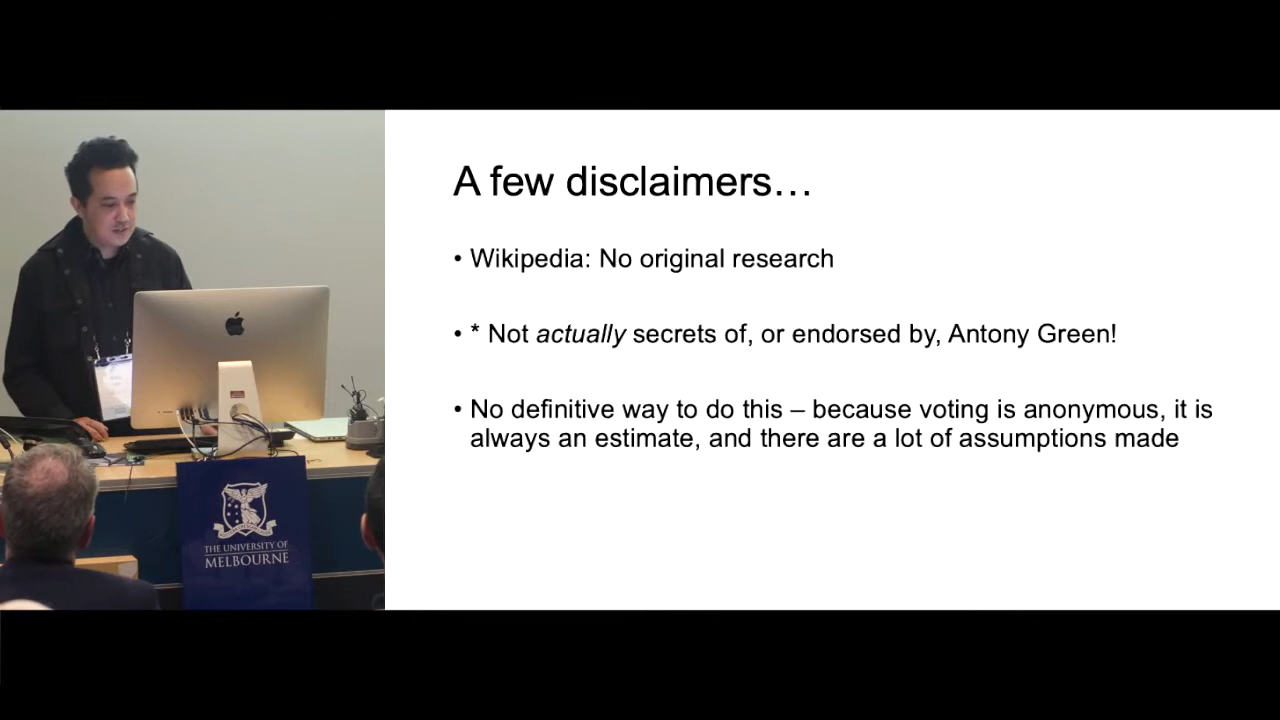 A few disclaimers…
• Wikipedia: No original research
• * Not actually secrets of, or endorsed by, Antony Green!
• No definitive way to do this – because voting is anonymous, it is
always an estimate, and there are a lot of assumptions made
THE UNIVERSITY OF
MELBOURNE